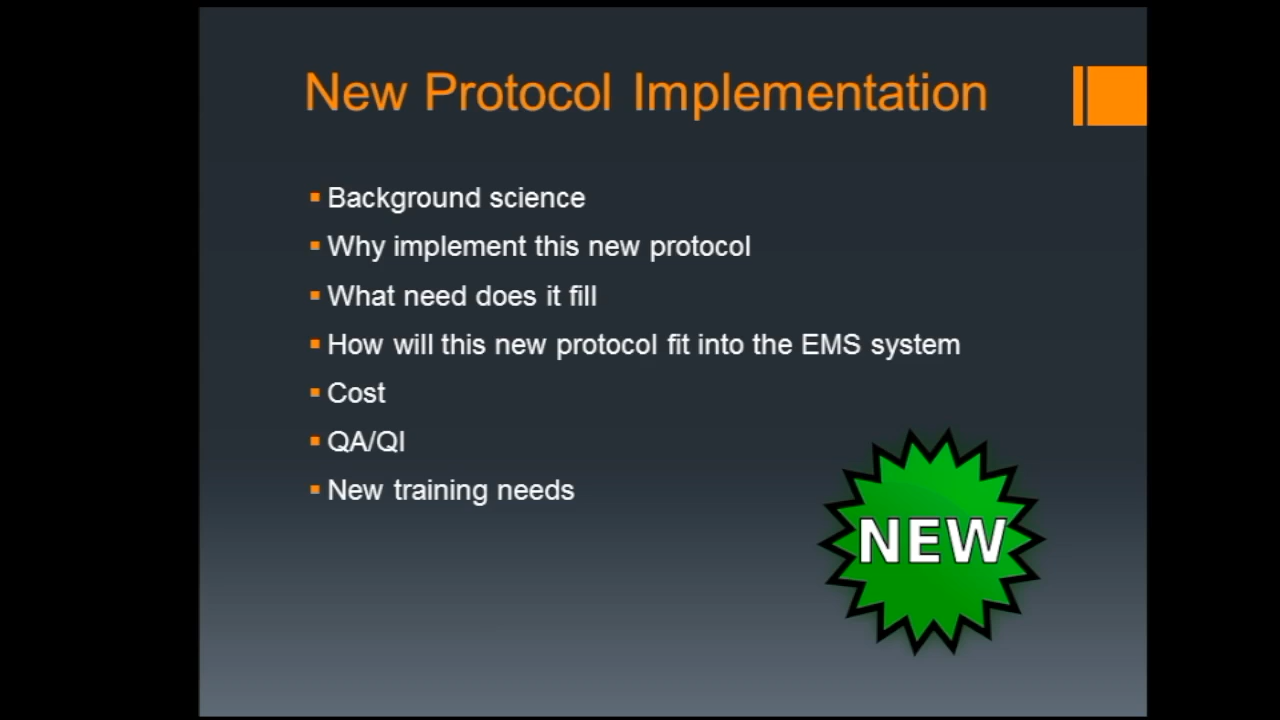 New Protocol Implementation
Background science
Why implement this new protocol
What need does it fill
How will this new protocol fit into the EMS system
Cost
QA/QI
New training needs
NEW